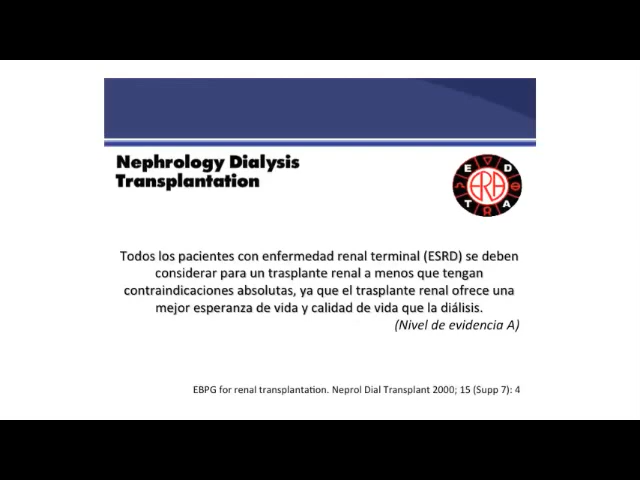 Nephrology Dialysis
Transplantation
E D
ERA
T A
Todos los pacientes con enfermedad renal terminal (ESRD) se deben
considerar para un trasplante renal a menos que tengan
contraindicaciones absolutas, ya que el trasplante renal ofrece una
mejor esperanza de vida y calidad de vida que la diálisis.
(Nivel de evidencia A)
EBPG for renal transplantation. Neprol Dial Transplant 2000; 15 (Supp 7): 4